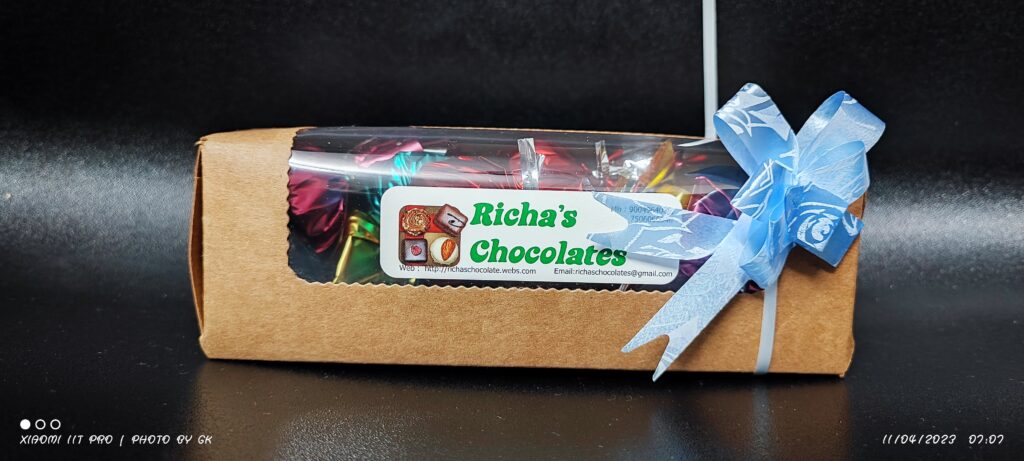 Richa's
Chocolates
Web : http://richaschocolate.webs.com
Email:richaschocolates@gmail.com
XIAOMI 11T PRO | PHOTO BY GK
11/04/2023 07:07